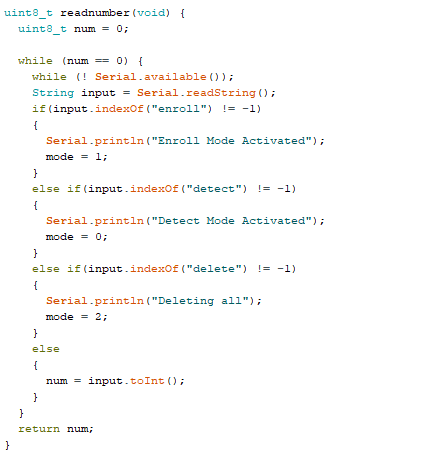 uint8_t readnumber(void) {
  uint8_t num = 0;

  while (num == 0) {
    while (! Serial.available());
    String input = Serial.readString();
    if(input.indexOf("enroll") != -1)
    {
      Serial.println("Enroll Mode Activated");
      mode = 1;
    }
    else if(input.indexOf("detect") != -1)
    {
      Serial.println("Detect Mode Activated");
      mode = 0;
    }
    else if(input.indexOf("delete") != -1)
    {
      Serial.println("Deleting all");
      mode = 2;
    }
    else
    {
      num = input.toInt();
    }
  }
  return num;
}